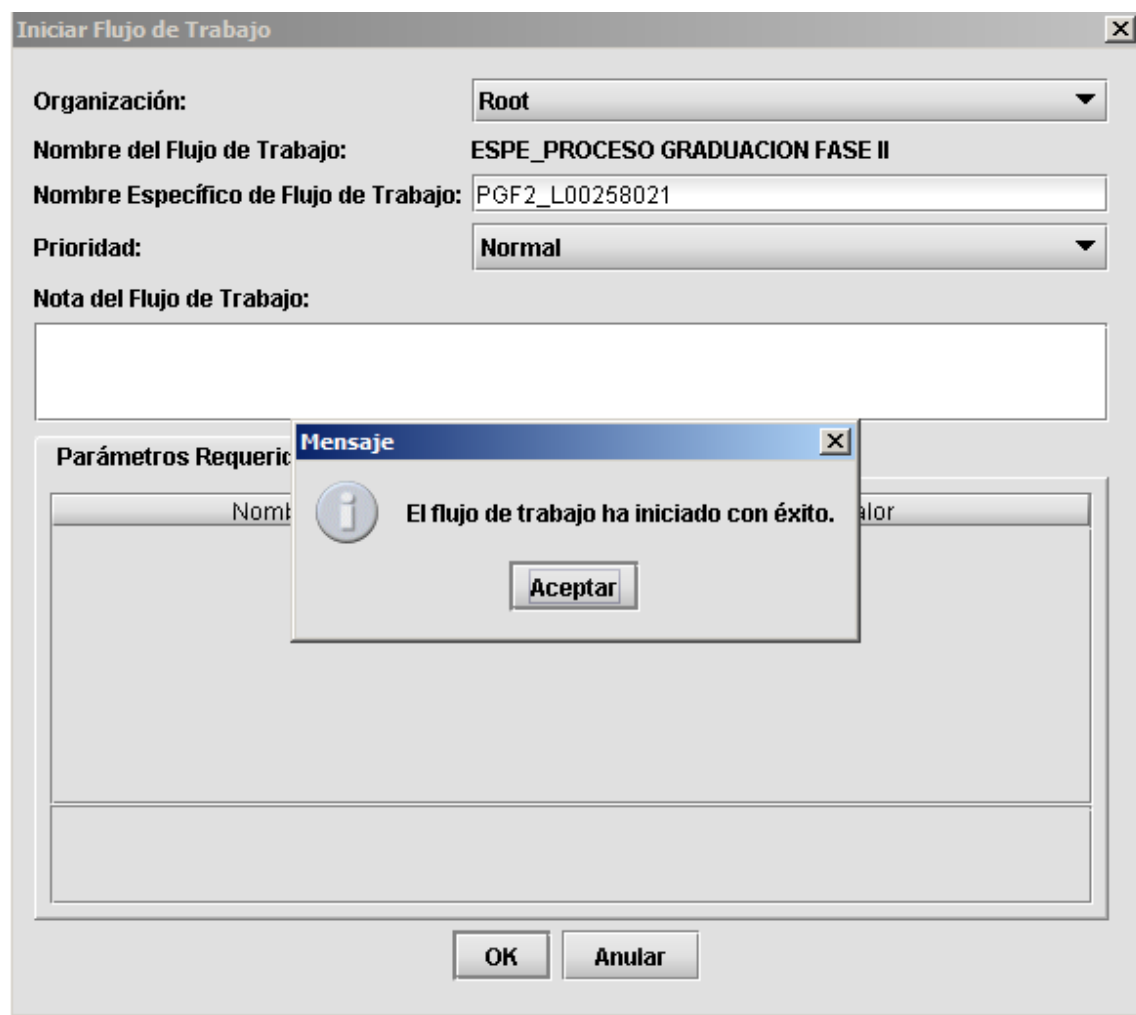 Iniciar Flujo de Trabajo
Organización: Root
Nombre del Flujo de Trabajo: ESPE_PROCESO GRADUACION FASE II
Nombre Específico de Flujo de Trabajo: PGF2_L00258021
Prioridad: Normal
Nota del Flujo de Trabajo:
Mensaje
Parámetros
El flujo de trabajo ha iniciado con éxito.
Aceptar
OK Anular